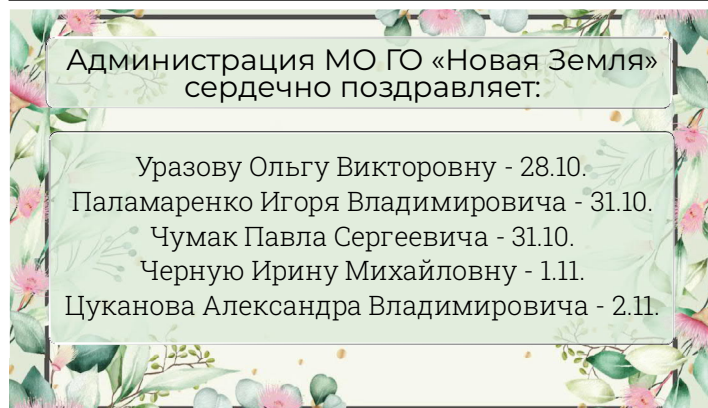 Администрация МО ГО «Новая Земля»
сердечно поздравляет:
Уразову Ольгу Викторовну - 28.10.
Паламаренко Игоря Владимировича - 31.10.
Чумак Павла Сергеевича - 31.10.
Черную Ирину Михайловну - 1.11.
Цуканова Александра Владимировича - 2.11.